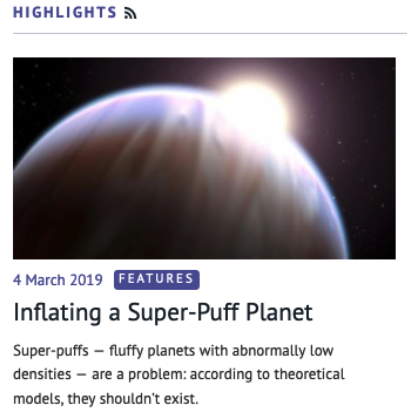 HIGHLIGHTS
4 March 2019 FEATURES
Inflating a Super-Puff Planet
Super-puffs — fluffy planets with abnormally low
densities — are a problem: according to theoretical
models, they shouldn't exist.